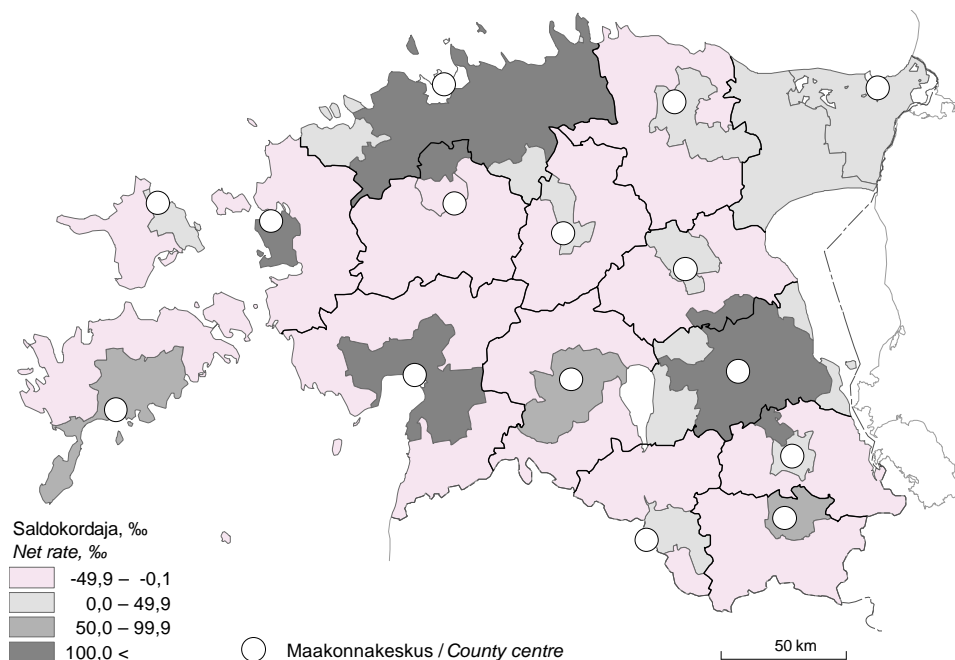 Saldokordaja, ‰
Net rate, ‰
-49,9 – -0,1
0,0 – 49,9
50,0 – 99,9
100,0 <
Maakonnakeskus / County centre
50 km